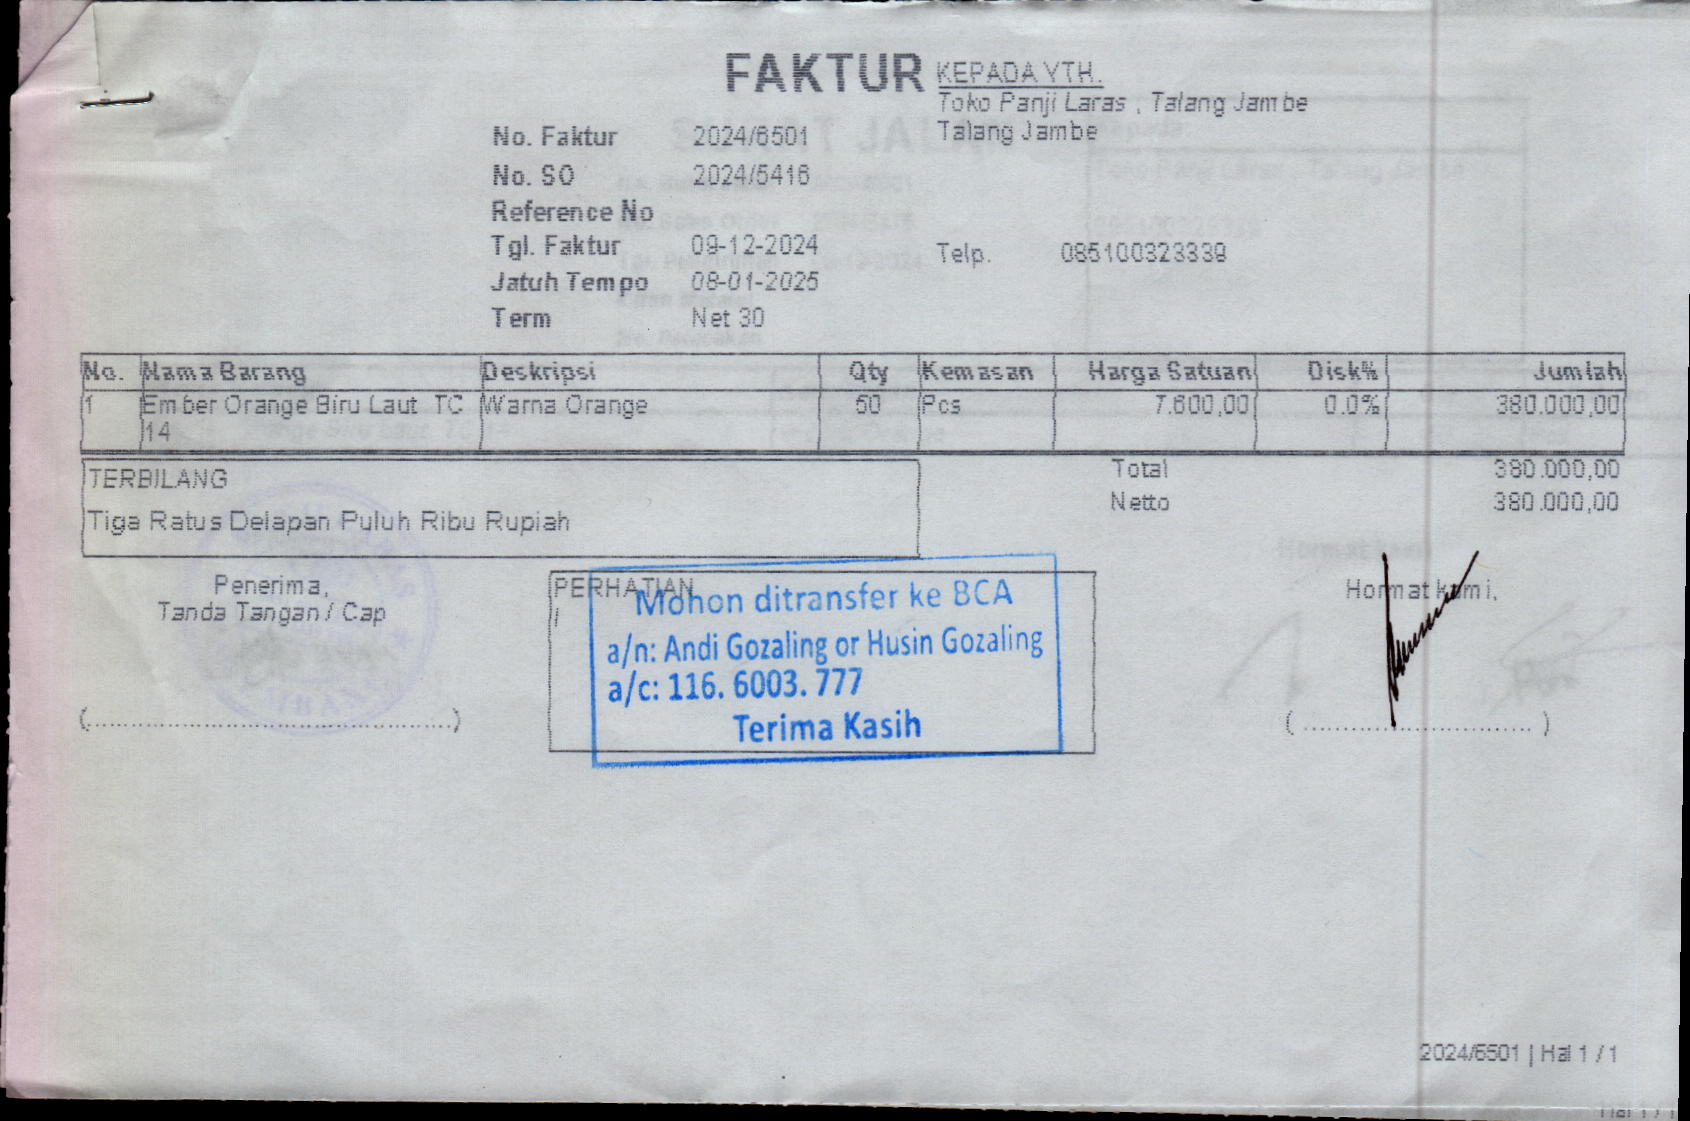 FAKTUR
No. Faktur 2024/6501
No. SO 2024/5416
Reference No
Tgl. Faktur 09-12-2024
Jatuh Tempo 08-01-2025
Term Net 30
KEPADA YTH.
Toko Panji Laras , Talang Jambe
Talang Jambe
Telp. 085100323339
No. Nama Barang Deskripsi Qty Kemasan Harga Satuan Disk% Jumlah
1 Ember Orange Biru Laut TC 14 Warna Orange 50 Pcs 7.600,00 0.0% 380.000,00
TERBILANG
Tiga Ratus Delapan Puluh Ribu Rupiah
Total 380.000,00
Netto 380.000,00
Penerima,
Tanda Tangan / Cap
(..........................................)
PERHATIAN
Mohon ditransfer ke BCA
a/n: Andi Gozaling or Husin Gozaling
a/c: 116. 6003. 777
Terima Kasih
Hormat kami,
( .............................. )
2024/6501 | Hal 1 / 1